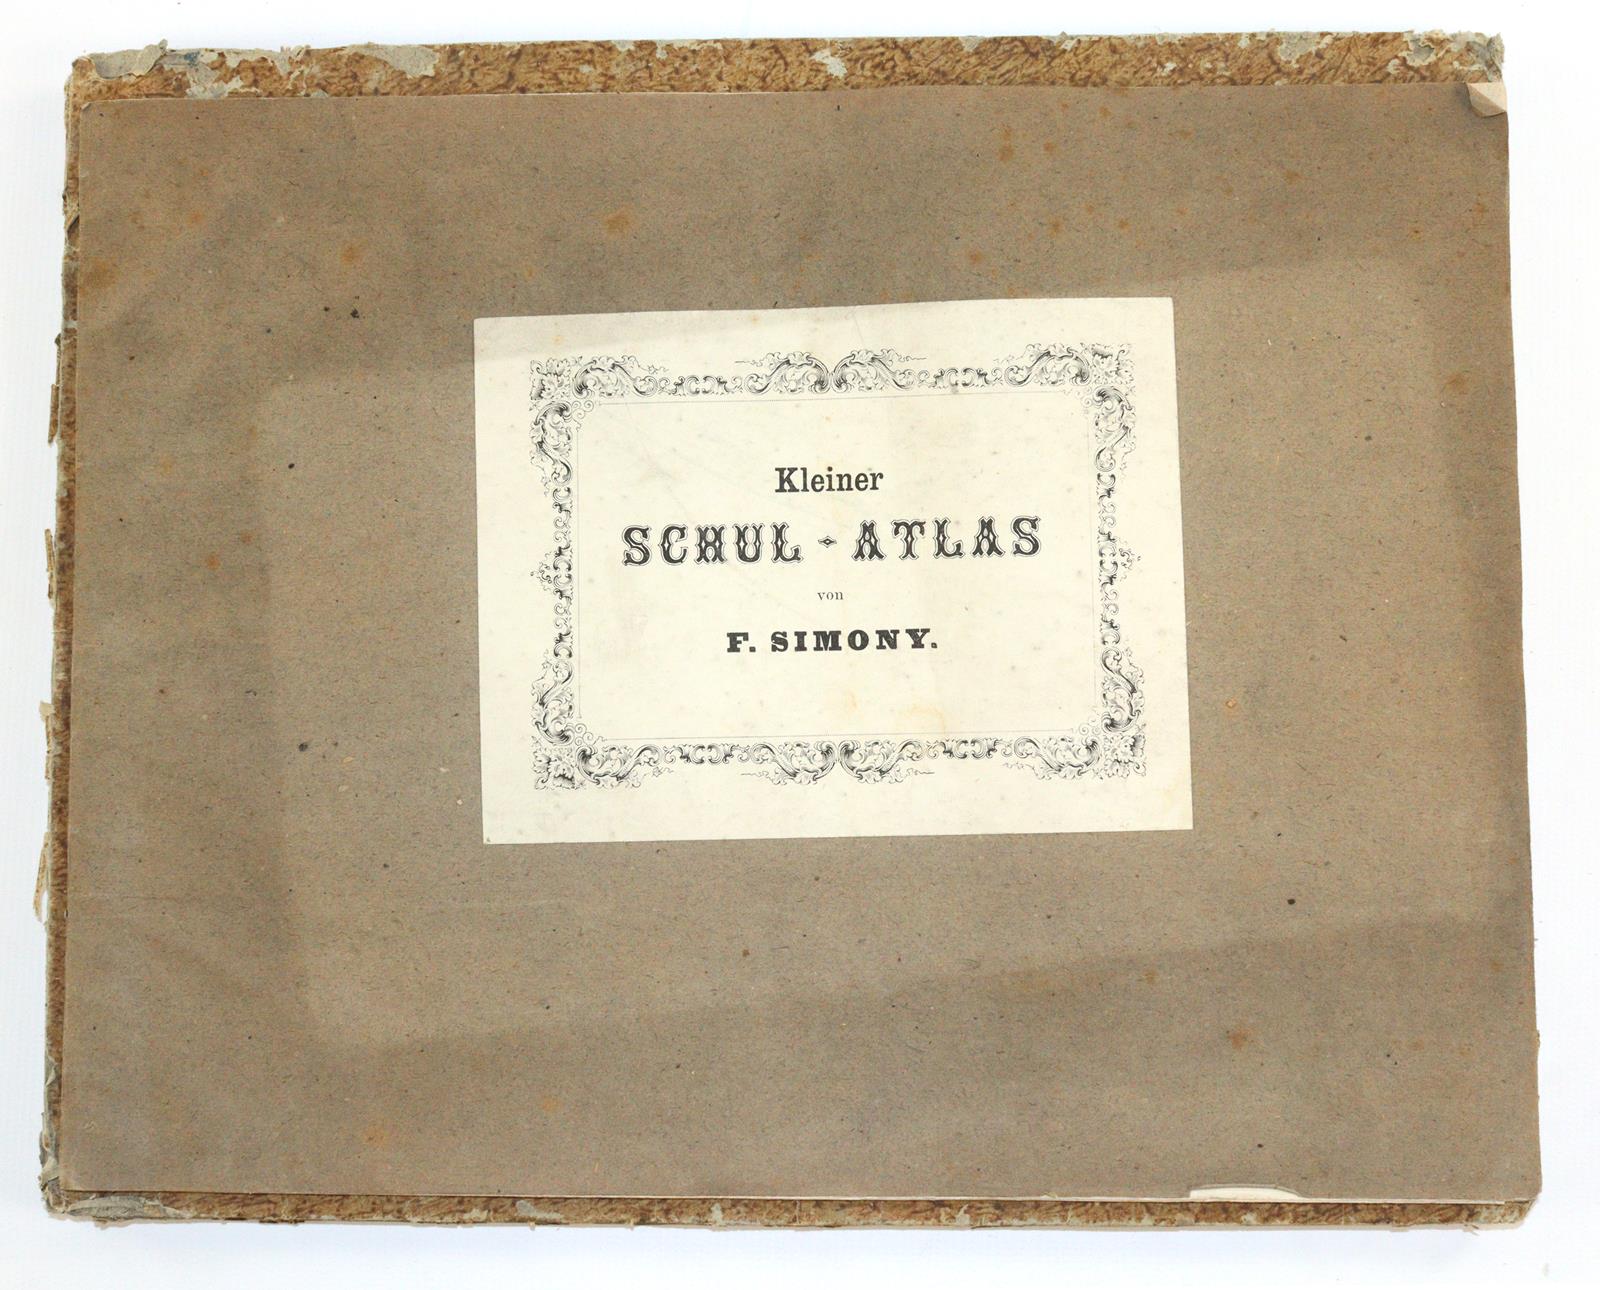 Kleiner
SCHUL - ATLAS
von
F. SIMONY.